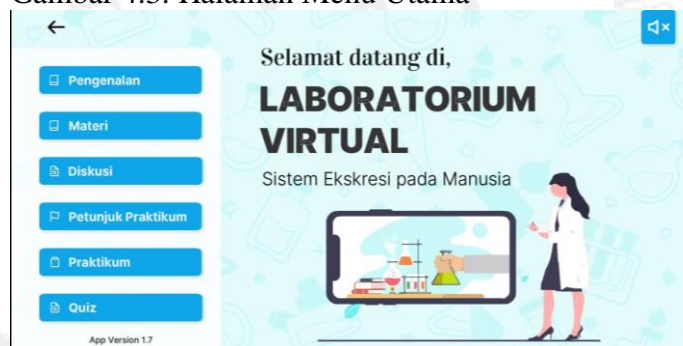 Gambar 4.3. Halaman Menu Utama
Selamat datang di,
LABORATORIUM
VIRTUAL
Sistem Ekskresi pada Manusia
Pengenalan
Materi
Diskusi
Petunjuk Praktikum
Praktikum
Quiz
App Version 1.7